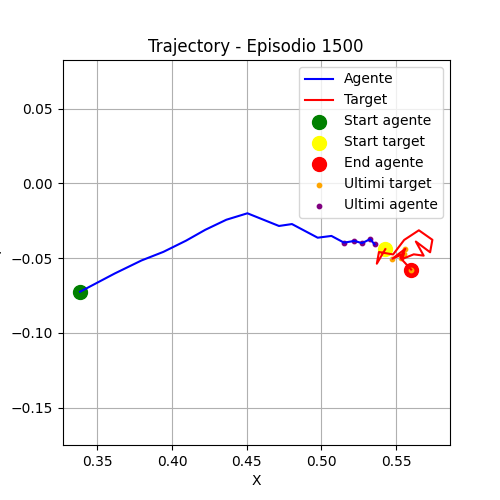 Trajectory - Episodio 1500
Agente
Target
Start agente
Start target
End agente
Ultimi target
Ultimi agente
0.05
0.00
−0.05
−0.10
−0.15
0.35 0.40 0.45 0.50 0.55
X